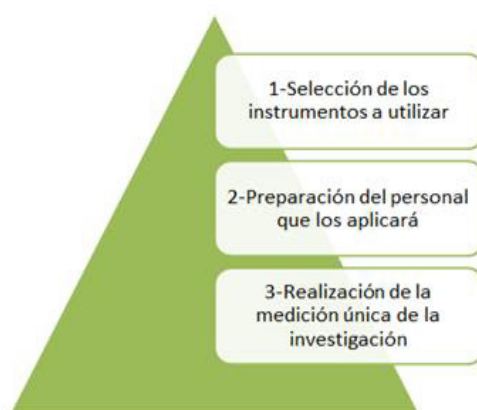 1-Selección de los
instrumentos a utilizar
2-Preparación del personal
que los aplicará
3-Realización de la
medición única de la
investigación